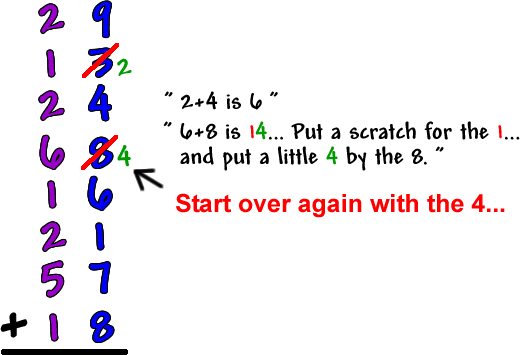 2 9
1 3 2
2 4
" 2+4 is 6 "
" 6+8 is 14... Put a scratch for the 1...
6 8 4
and put a little 4 by the 8. "
1 6
Start over again with the 4...
2 1
5 7
+ 1 8